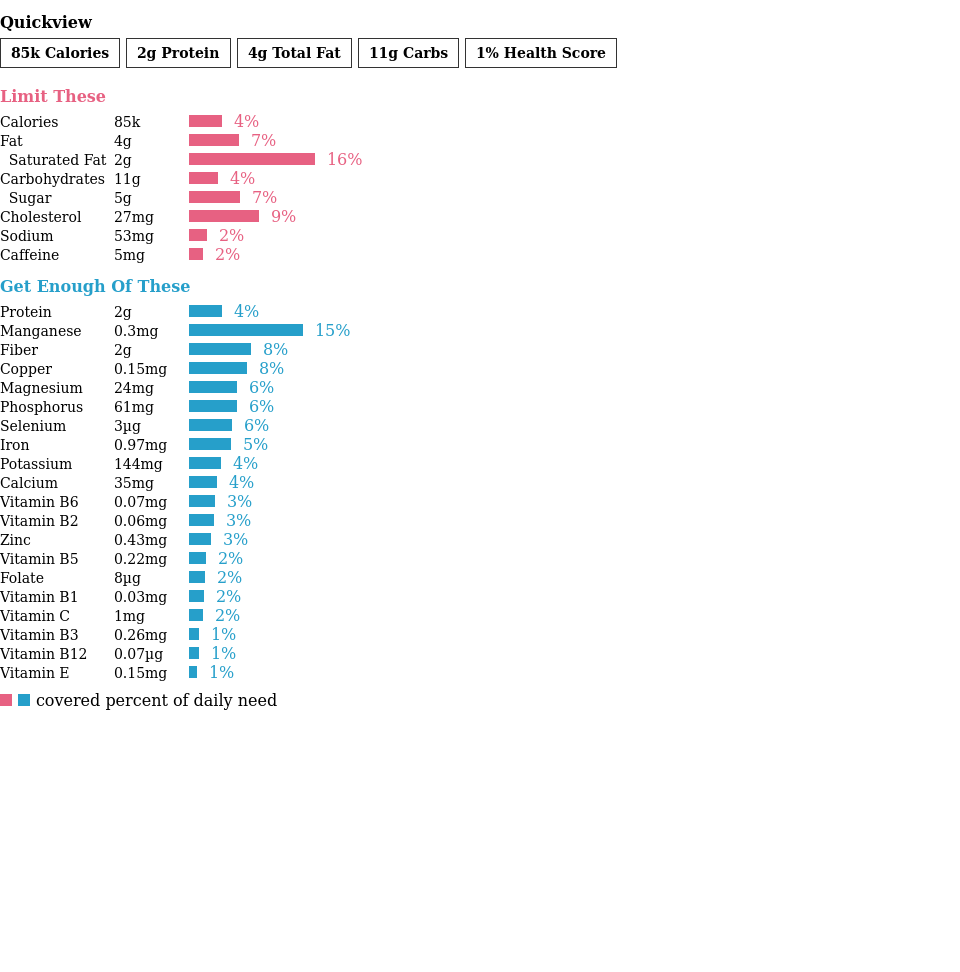 Quickview
85k Calories 2g Protein 4g Total Fat 11g Carbs 1% Health Score
Limit These
Calories 85k 4%
Fat 4g 7%
Saturated Fat 2g 16%
Carbohydrates 11g 4%
Sugar 5g 7%
Cholesterol 27mg 9%
Sodium 53mg 2%
Caffeine 5mg 2%
Get Enough Of These
Protein 2g 4%
Manganese 0.3mg 15%
Fiber 2g 8%
Copper 0.15mg 8%
Magnesium 24mg 6%
Phosphorus 61mg 6%
Selenium 3µg 6%
Iron 0.97mg 5%
Potassium 144mg 4%
Calcium 35mg 4%
Vitamin B6 0.07mg 3%
Vitamin B2 0.06mg 3%
Zinc 0.43mg 3%
Vitamin B5 0.22mg 2%
Folate 8µg 2%
Vitamin B1 0.03mg 2%
Vitamin C 1mg 2%
Vitamin B3 0.26mg 1%
Vitamin B12 0.07µg 1%
Vitamin E 0.15mg 1%
covered percent of daily need